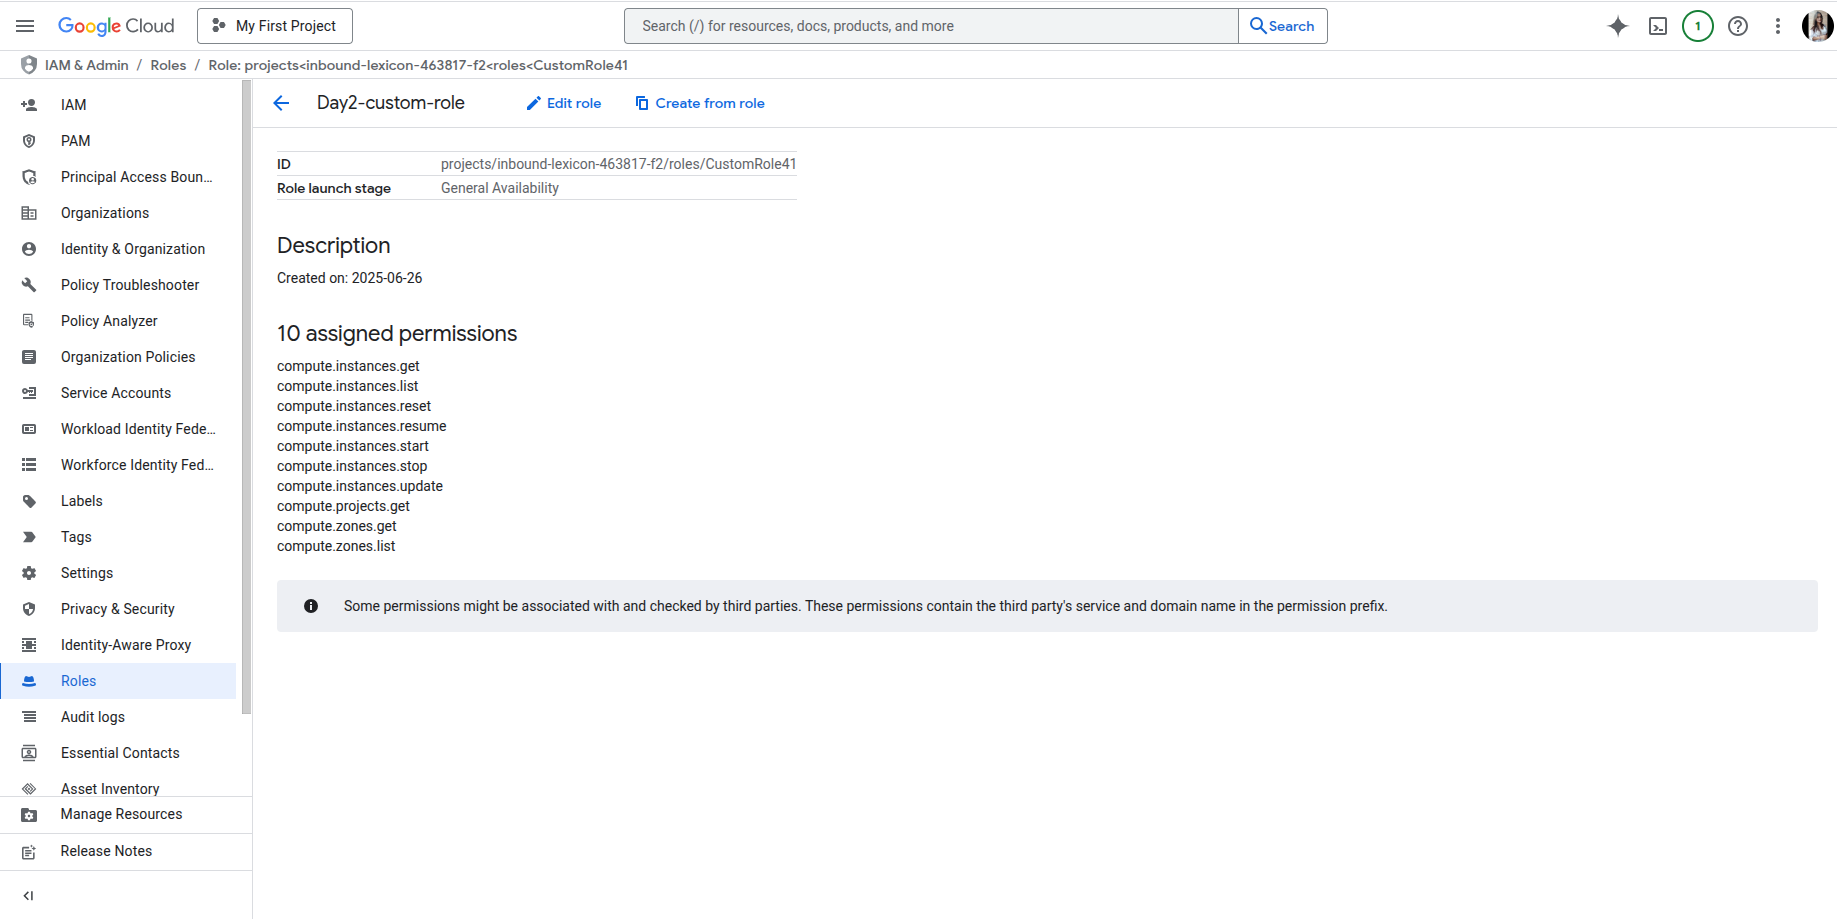 Google Cloud
My First Project
Search (/) for resources, docs, products, and more
Search
1
IAM & Admin / Roles / Role: projects<inbound-lexicon-463817-f2<roles<CustomRole41
IAM
PAM
Principal Access Boun...
Organizations
Identity & Organization
Policy Troubleshooter
Policy Analyzer
Organization Policies
Service Accounts
Workload Identity Fede...
Workforce Identity Fed...
Labels
Tags
Settings
Privacy & Security
Identity-Aware Proxy
Roles
Audit logs
Essential Contacts
Asset Inventory
Manage Resources
Release Notes
Day2-custom-role
Edit role
Create from role
ID projects/inbound-lexicon-463817-f2/roles/CustomRole41
Role launch stage General Availability
Description
Created on: 2025-06-26
10 assigned permissions
compute.instances.get
compute.instances.list
compute.instances.reset
compute.instances.resume
compute.instances.start
compute.instances.stop
compute.instances.update
compute.projects.get
compute.zones.get
compute.zones.list
Some permissions might be associated with and checked by third parties. These permissions contain the third party's service and domain name in the permission prefix.